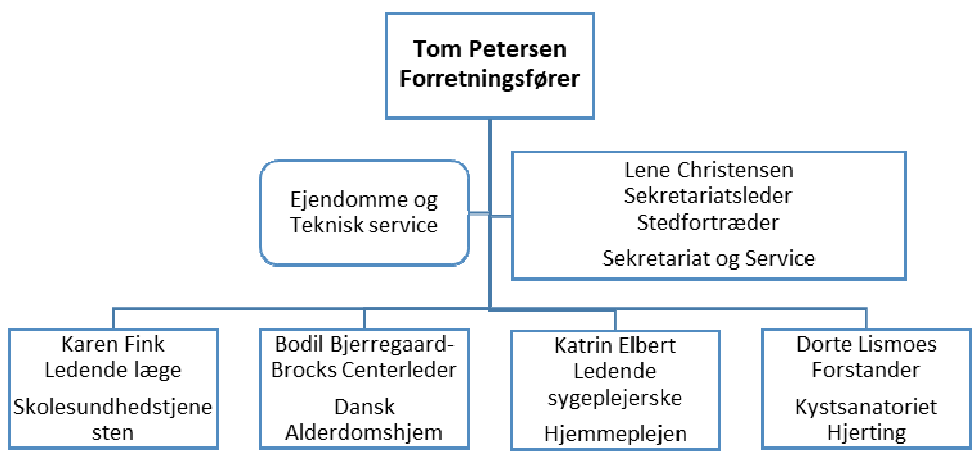 Tom Petersen
Forretningsfører
Ejendomme og
Teknisk service
Lene Christensen
Sekretariatsleder
Stedfortræder
Sekretariat og Service
Karen Fink
Ledende læge
Skolesundhedstjene
sten
Bodil Bjerregaard-
Brocks Centerleder
Dansk
Alderdomshjem
Katrin Elbert
Ledende
sygeplejerske
Hjemmeplejen
Dorte Lismoes
Forstander
Kystsanatoriet
Hjerting